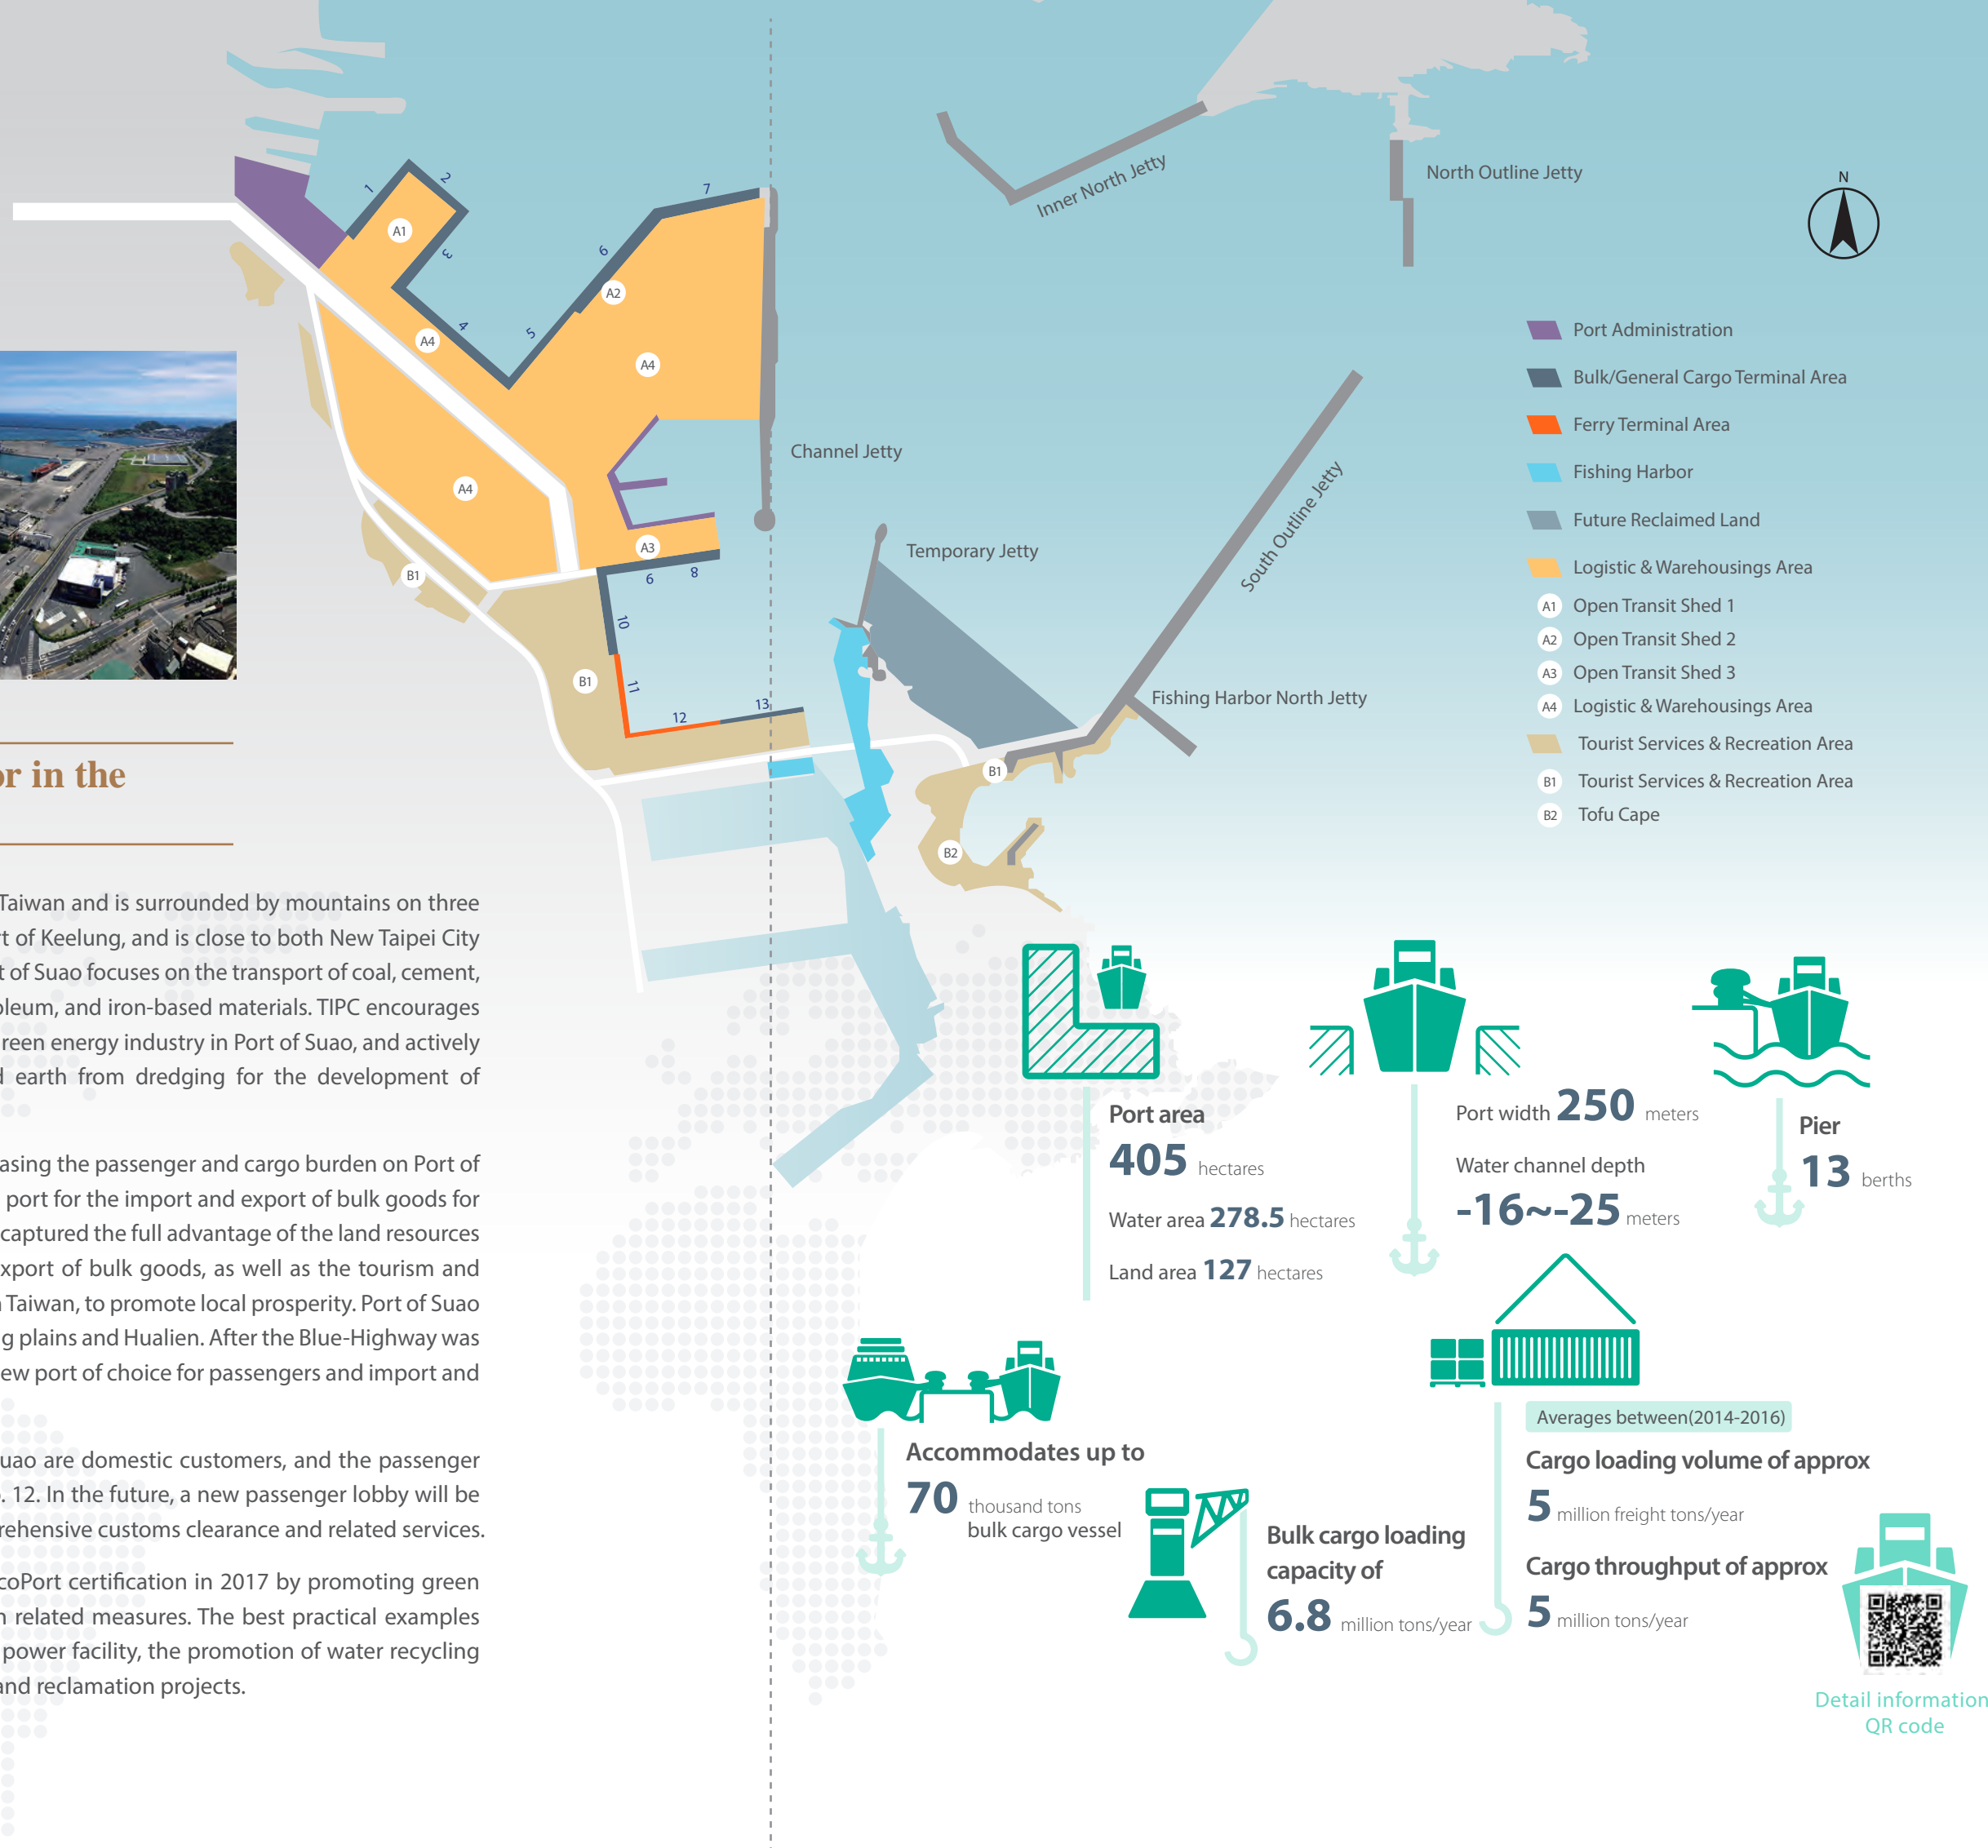 Inner North Jetty
North Outline Jetty
N
1
2
3
4
5
6
7
A1
A2
A4
A4
A4
A3
6
8
10
11
12
13
B1
B1
B1
B2
Channel Jetty
Temporary Jetty
South Outline Jetty
Fishing Harbor North Jetty
Port Administration
Bulk/General Cargo Terminal Area
Ferry Terminal Area
Fishing Harbor
Future Reclaimed Land
Logistic & Warehousings Area
A1 Open Transit Shed 1
A2 Open Transit Shed 2
A3 Open Transit Shed 3
A4 Logistic & Warehousings Area
Tourist Services & Recreation Area
B1 Tourist Services & Recreation Area
B2 Tofu Cape
or in the
Taiwan and is surrounded by mountains on three
rt of Keelung, and is close to both New Taipei City
t of Suao focuses on the transport of coal, cement,
oleum, and iron-based materials. TIPC encourages
reen energy industry in Port of Suao, and actively
d earth from dredging for the development of
asing the passenger and cargo burden on Port of
port for the import and export of bulk goods for
captured the full advantage of the land resources
xport of bulk goods, as well as the tourism and
n Taiwan, to promote local prosperity. Port of Suao
g plains and Hualien. After the Blue-Highway was
ew port of choice for passengers and import and
uao are domestic customers, and the passenger
o. 12. In the future, a new passenger lobby will be
rehensive customs clearance and related services.
coPort certification in 2017 by promoting green
n related measures. The best practical examples
power facility, the promotion of water recycling
and reclamation projects.
Port area
405 hectares
Water area 278.5 hectares
Land area 127 hectares
Port width 250 meters
Water channel depth
-16~-25 meters
Pier
13 berths
Accommodates up to
70 thousand tons
bulk cargo vessel
Bulk cargo loading
capacity of
6.8 million tons/year
Averages between(2014-2016)
Cargo loading volume of approx
5 million freight tons/year
Cargo throughput of approx
5 million tons/year
Detail information
QR code